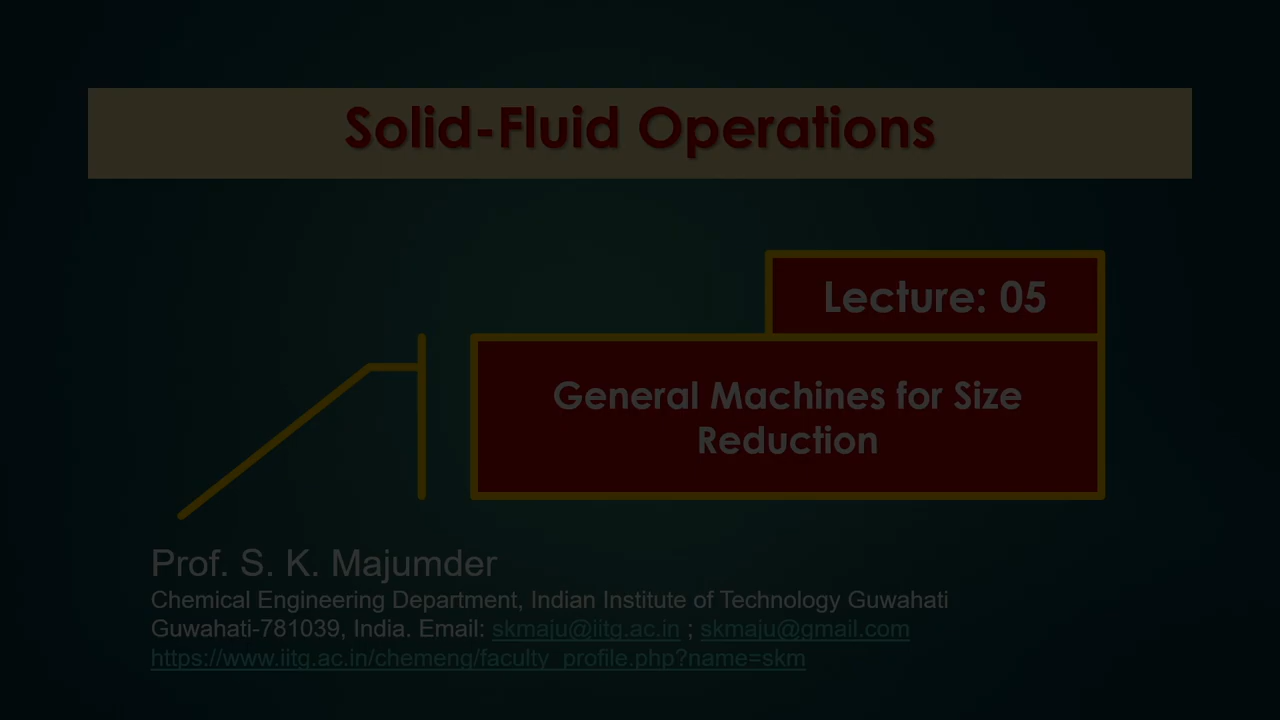 Solid-Fluid Operations
Lecture: 05
General Machines for Size
Reduction
Prof. S. K. Majumder
Chemical Engineering Department, Indian Institute of Technology Guwahati
Guwahati-781039, India. Email: skmaju@iitg.ac.in ; skmaju@gmail.com
https://www.iitg.ac.in/chemeng/faculty_profile.php?name=skm